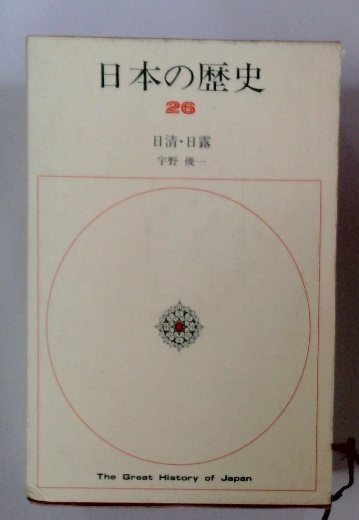 日本の歴史
26
日清・日露
宇野 俊一
The Great History of Japan